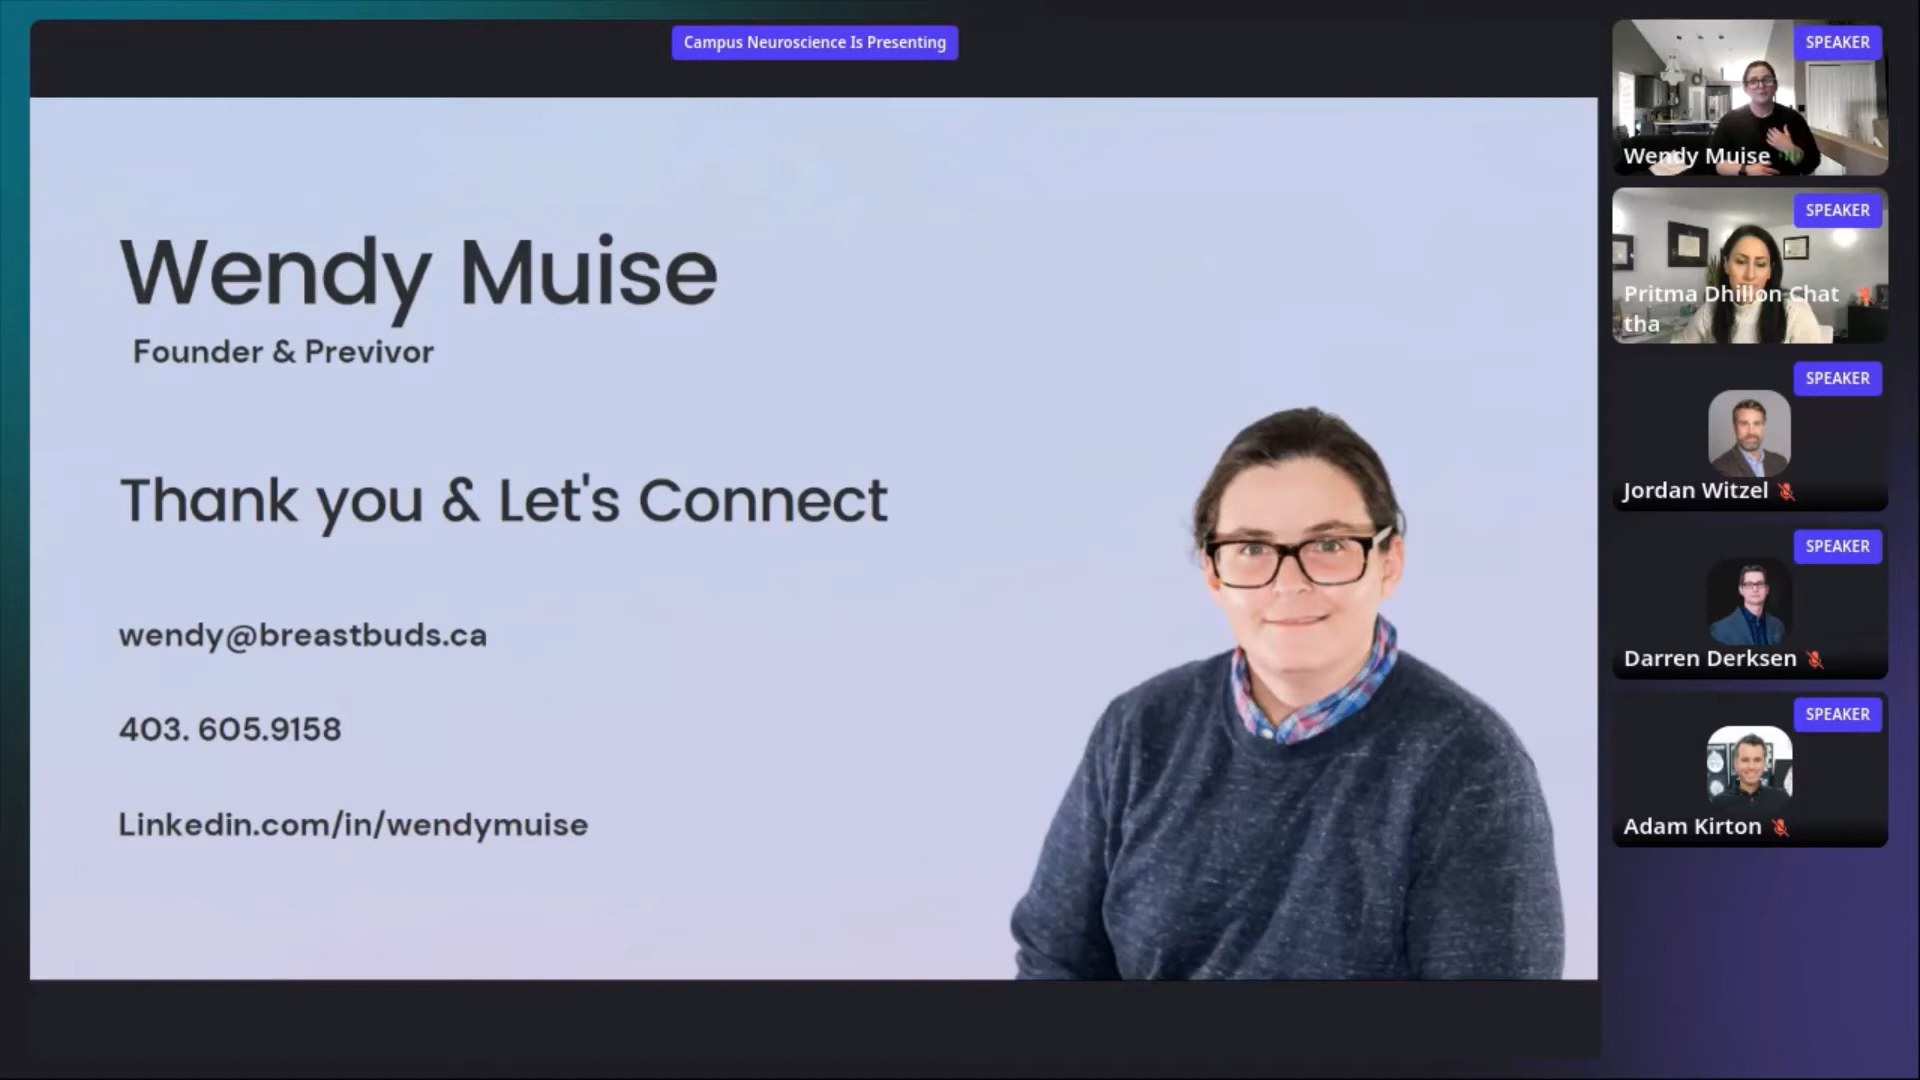 Campus Neuroscience Is Presenting
Wendy Muise
Founder & Previvor
Thank you & Let's Connect
wendy@breastbuds.ca
403. 605.9158
Linkedin.com/in/wendymuise
SPEAKER
Wendy Muise
SPEAKER
Pritma Dhillon Chat
tha
SPEAKER
Jordan Witzel
SPEAKER
Darren Derksen
SPEAKER
Adam Kirton